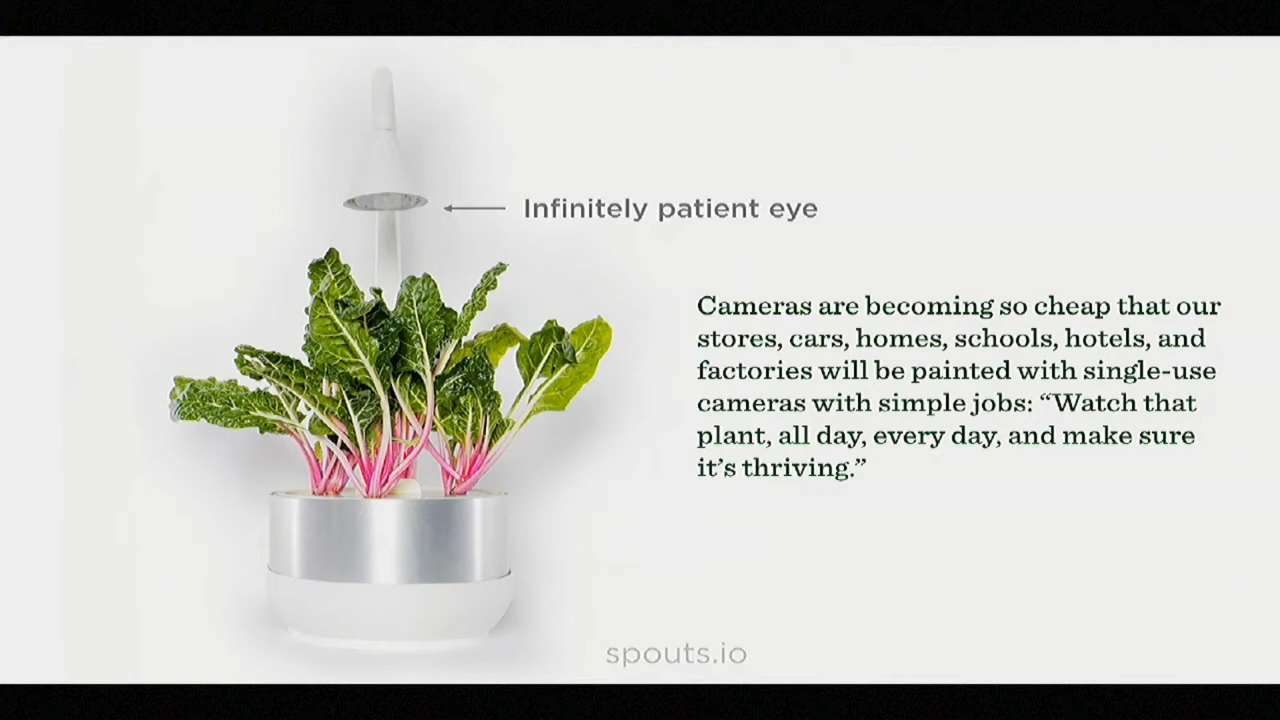 Infinitely patient eye
Cameras are becoming so cheap that our
stores, cars, homes, schools, hotels, and
factories will be painted with single-use
cameras with simple jobs: “Watch that
plant, all day, every day, and make sure
it’s thriving.”
spouts.io